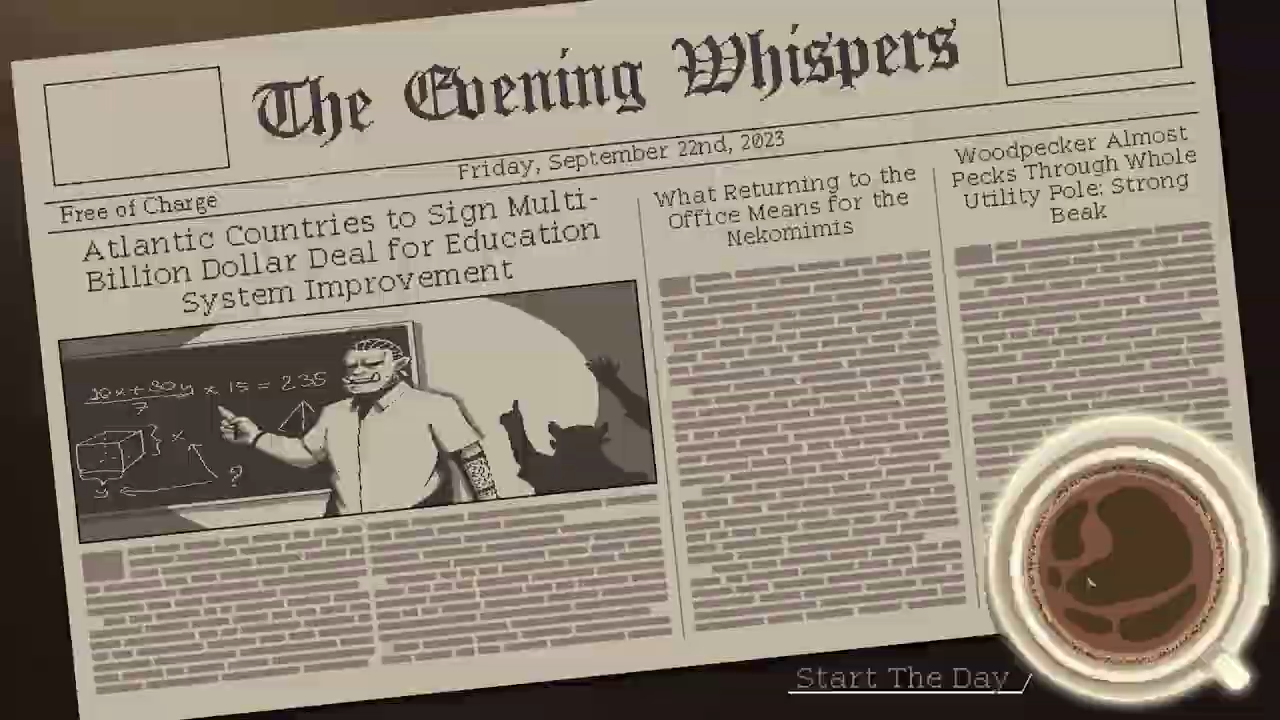 The Evening Whispers
Friday, September 22nd, 2023
Free of Charge
Atlantic Countries to Sign Multi-
Billion Dollar Deal for Education
System Improvement
x 15 = 235
7
x
y
?
What Returning to the
Office Means for the
Nekomimis
Woodpecker Almost
Pecks Through Whole
Utility Pole: Strong
Beak
Start The Day